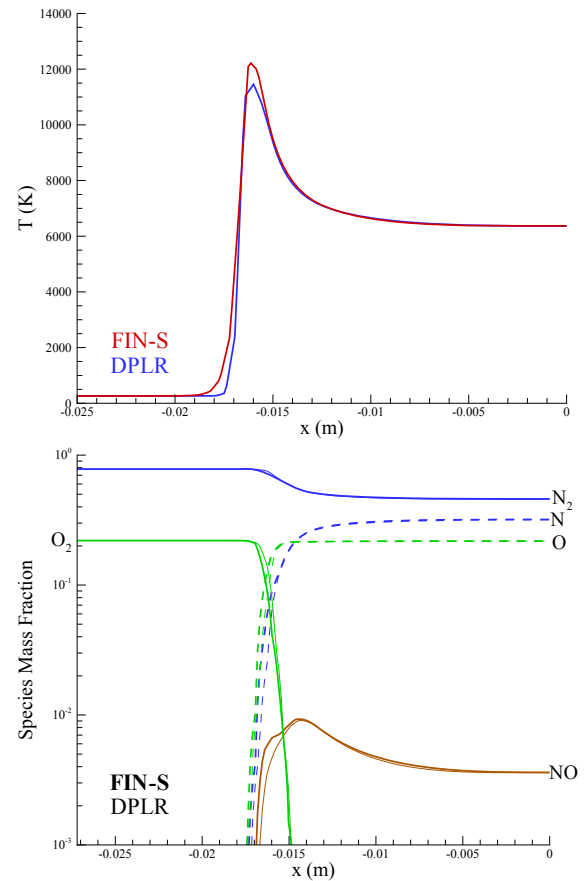 14000
12000
10000
8000
6000
4000
2000
0
T (K)
FIN-S
DPLR
-0.025 -0.02 -0.015 -0.01 -0.005 0
x (m)
10⁰
10⁻¹
10⁻²
10⁻³
Species Mass Fraction
O₂
N₂
N
O
NO
FIN-S
DPLR
-0.025 -0.02 -0.015 -0.01 -0.005 0
x (m)